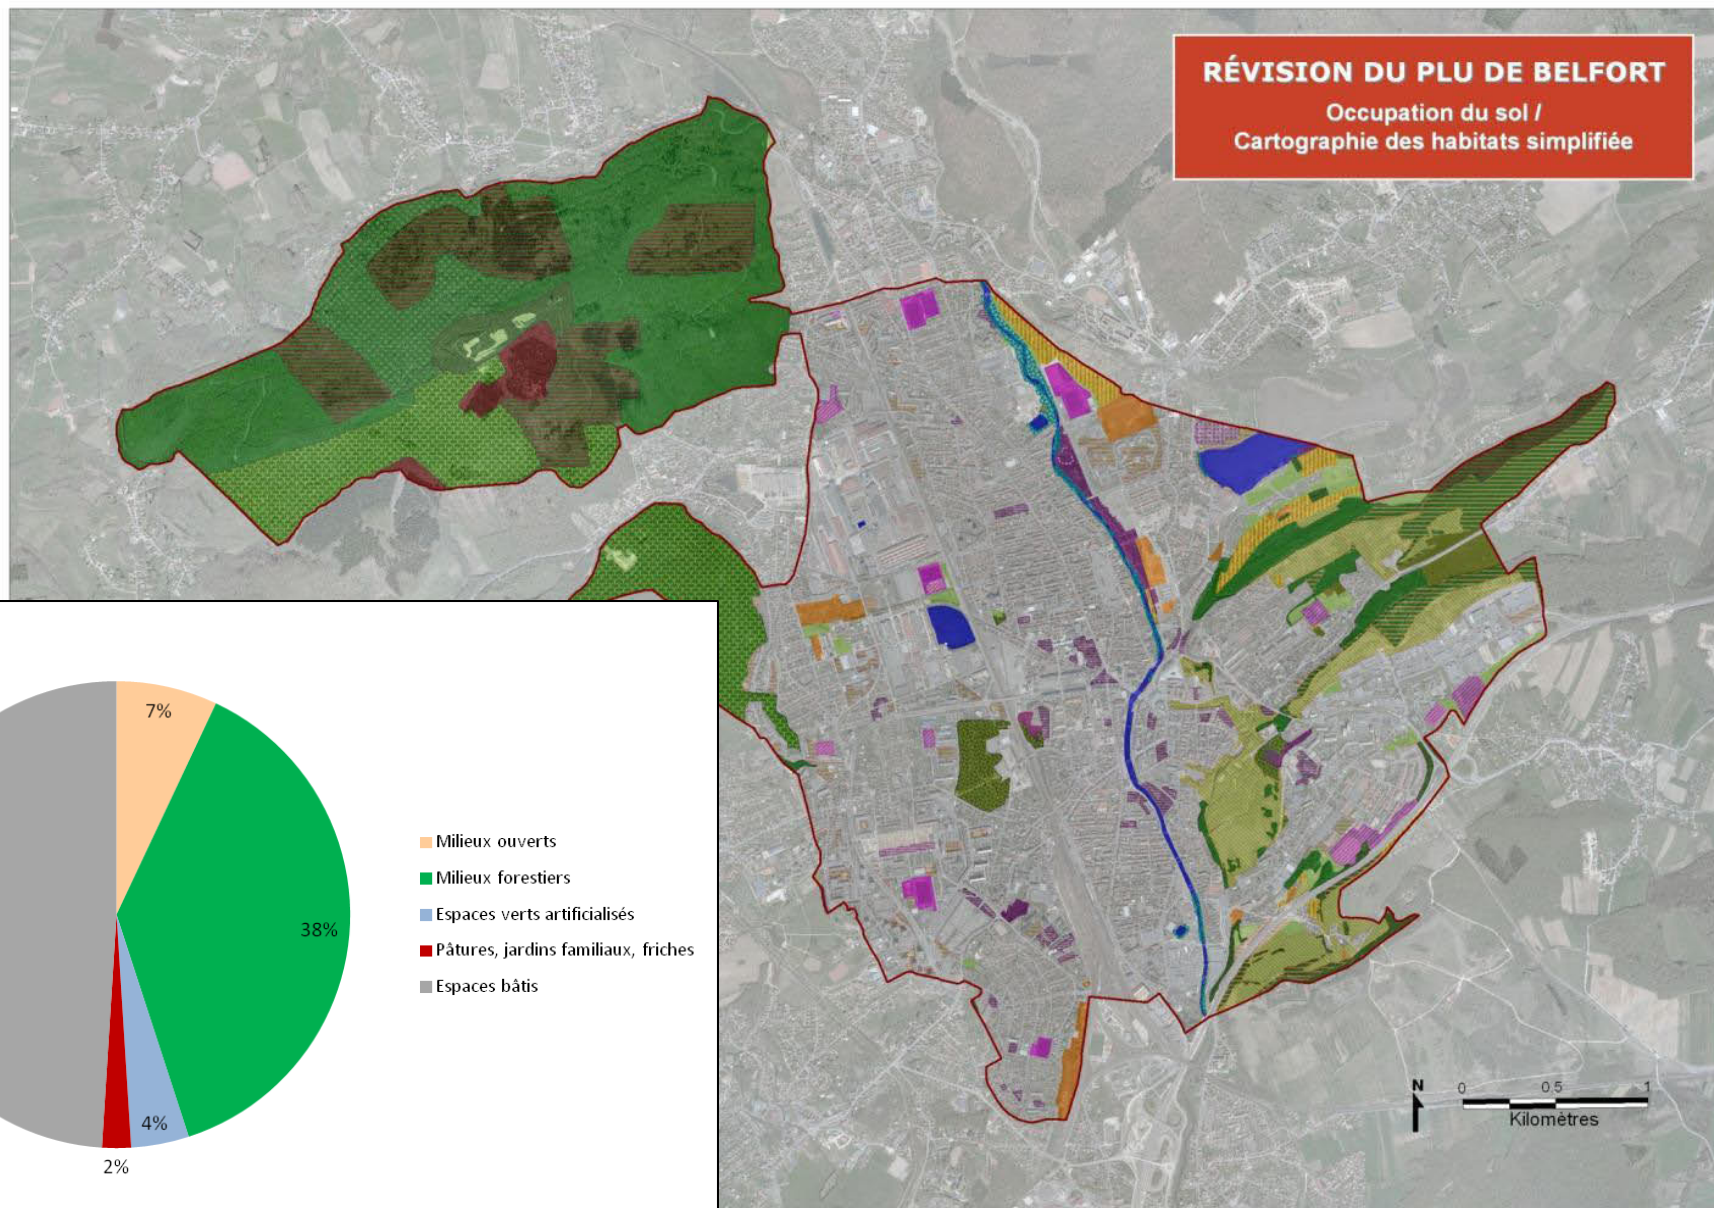 RÉVISION DU PLU DE BELFORT
Occupation du sol /
Cartographie des habitats simplifiée
7%
38%
4%
2%
Milieux ouverts
Milieux forestiers
Espaces verts artificialisés
Pâtures, jardins familiaux, friches
Espaces bâtis
N
0 0.5 1
Kilomètres